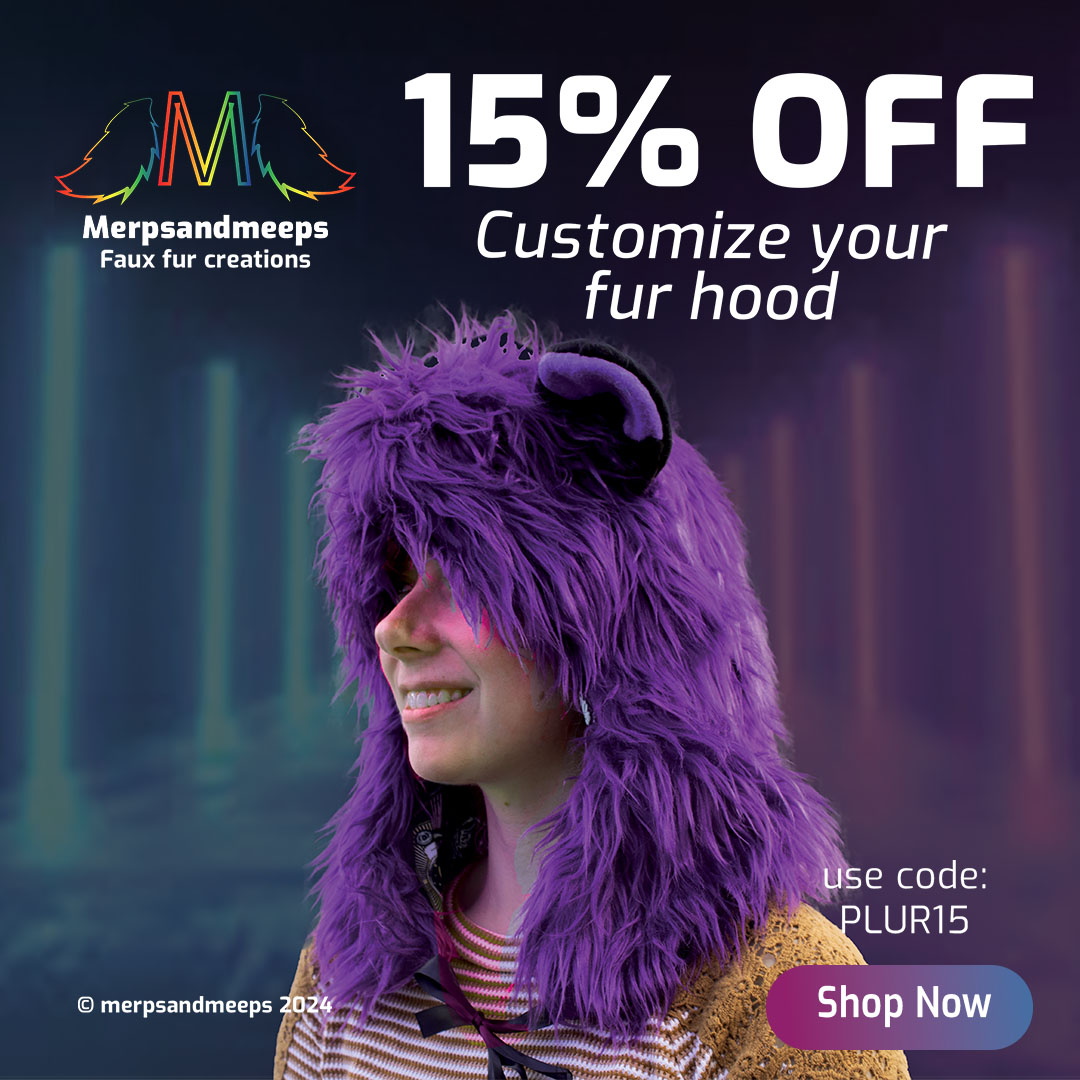 M
Merpsandmeeps
Faux fur creations
15% OFF
Customize your
fur hood
use code:
PLUR15
Shop Now
© merpsandmeeps 2024